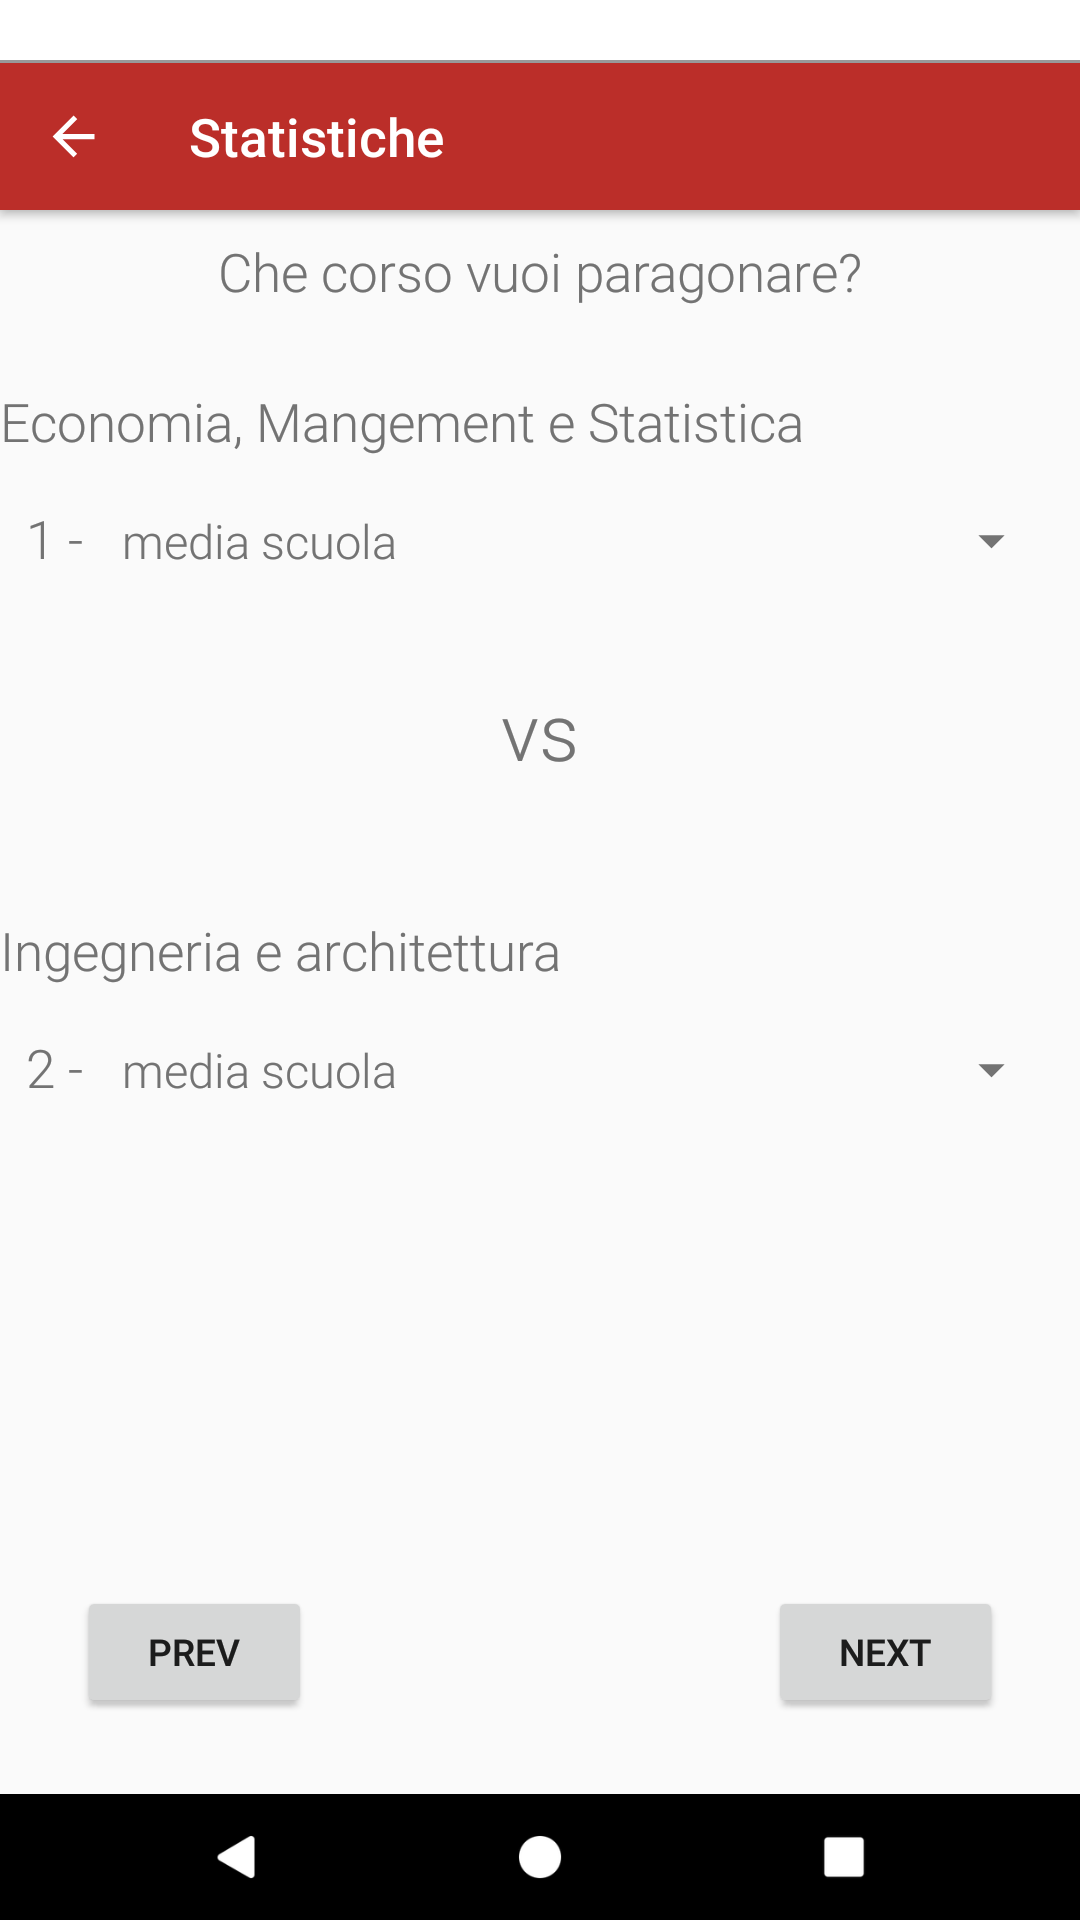 Statistiche
Che corso vuoi paragonare?
Economia, Mangement e Statistica
1 - media scuola
VS
Ingegneria e architettura
2 - media scuola
PREV NEXT